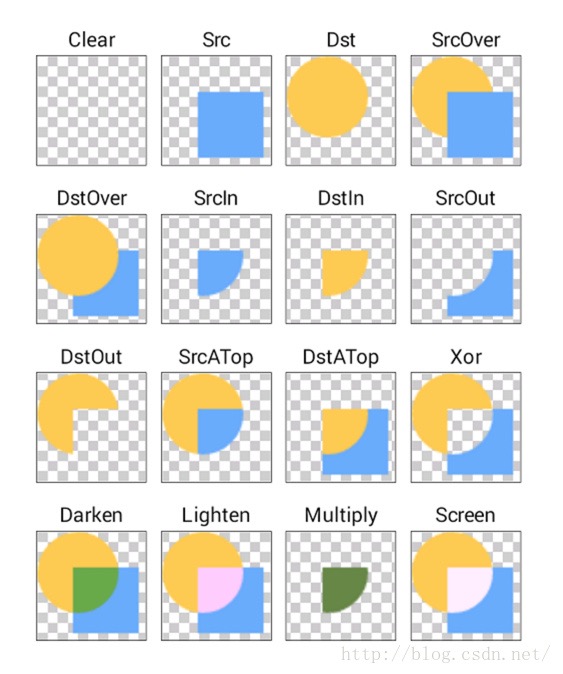 Clear Src Dst SrcOver
DstOver SrcIn DstIn SrcOut
DstOut SrcATop DstATop Xor
Darken Lighten Multiply Screen
http://blog.csdn.net/